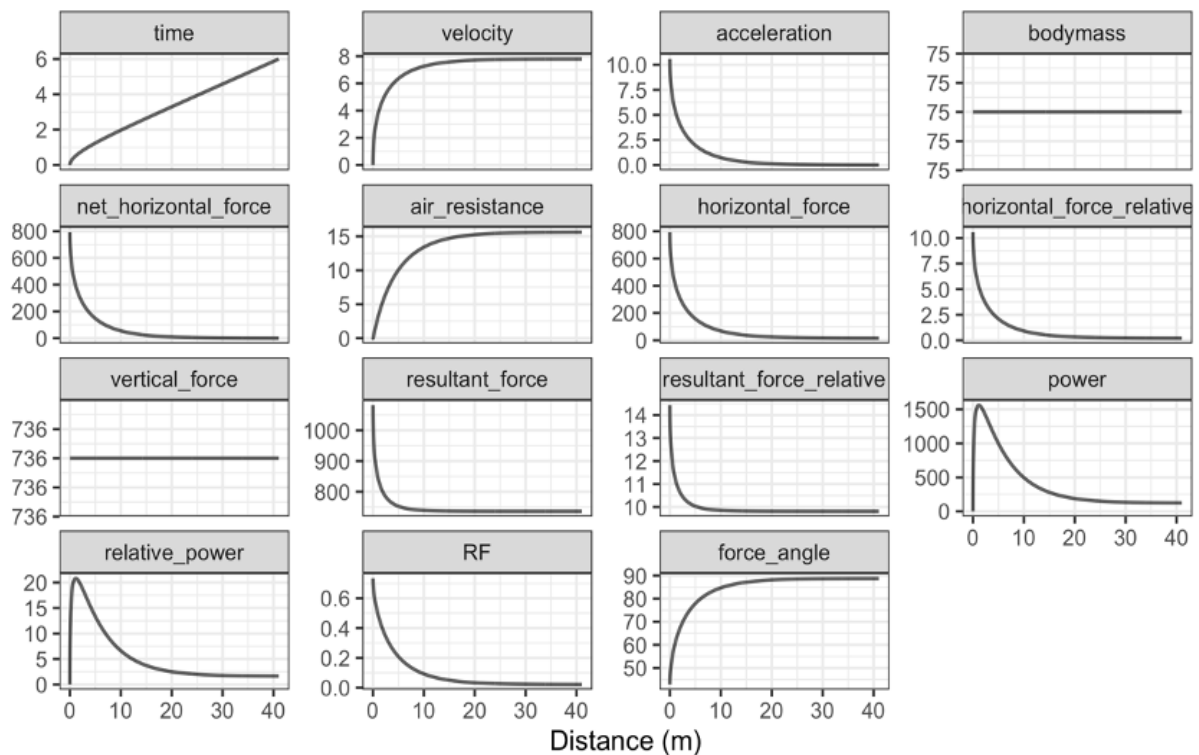 time velocity acceleration bodymass
6 8 10.0 75
4 6 7.5 75
2 4 5.0 75
0 2 2.5 75
0 0.0 75
net_horizontal_force air_resistance horizontal_force horizontal_force_relative
800 15 800 10.0
600 10 600 7.5
400 5 400 5.0
200 0 200 2.5
0 0 0.0
vertical_force resultant_force resultant_force_relative power
736 1000 14 1500
736 900 13 1000
736 800 12 500
736 11 0
10
0 10 20 30 40
relative_power RF force_angle
20 0.6 90
15 0.4 80
10 0.2 70
5 0.0 60
0 50
0 10 20 30 40 0 10 20 30 40 0 10 20 30 40
Distance (m)